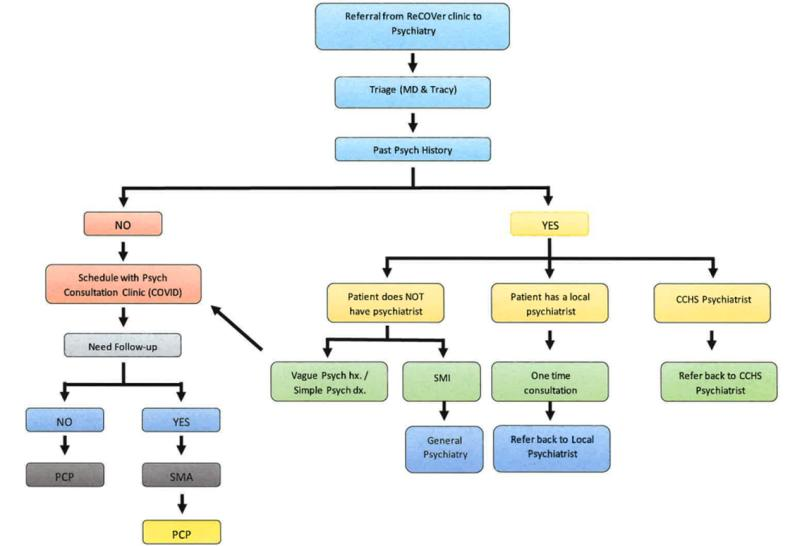 Referral from ReCOVer clinic to
Psychiatry
Triage (MD & Tracy)
Past Psych History
NO
YES
Schedule with Psych
Consultation Clinic (COVID)
Patient does NOT
have psychiatrist
Patient has a local
psychiatrist
CCHS Psychiatrist
Need Follow-up
Vague Psych hx. /
Simple Psych dx.
SMI
One time
consultation
Refer back to CCHS
Psychiatrist
NO
YES
General
Psychiatry
Refer back to Local
Psychiatrist
PCP
SMA
PCP